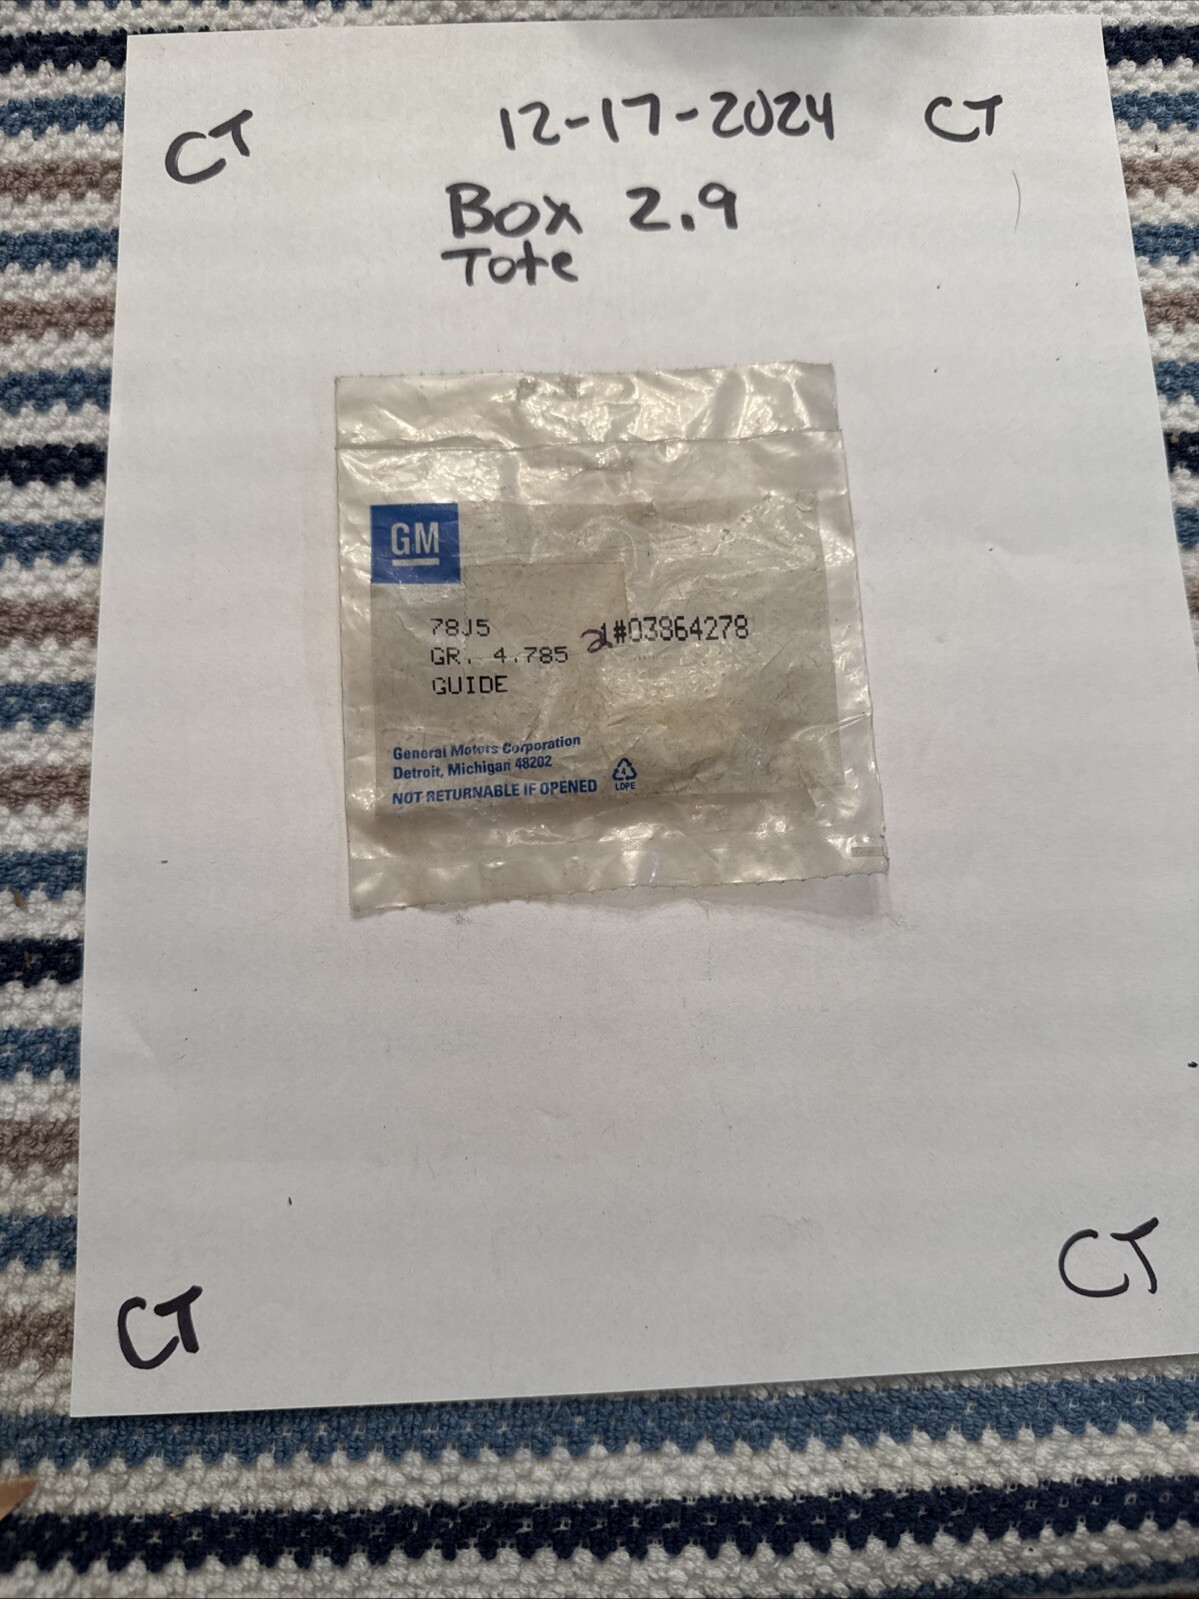 CT 12-17-2024 CT
Box 2.9
Tote
GM
78J5 21#03864278
GR. 4.785
GUIDE
General Motors Corporation
Detroit, Michigan 48202
NOT RETURNABLE IF OPENED
4
LDPE
CT
CT